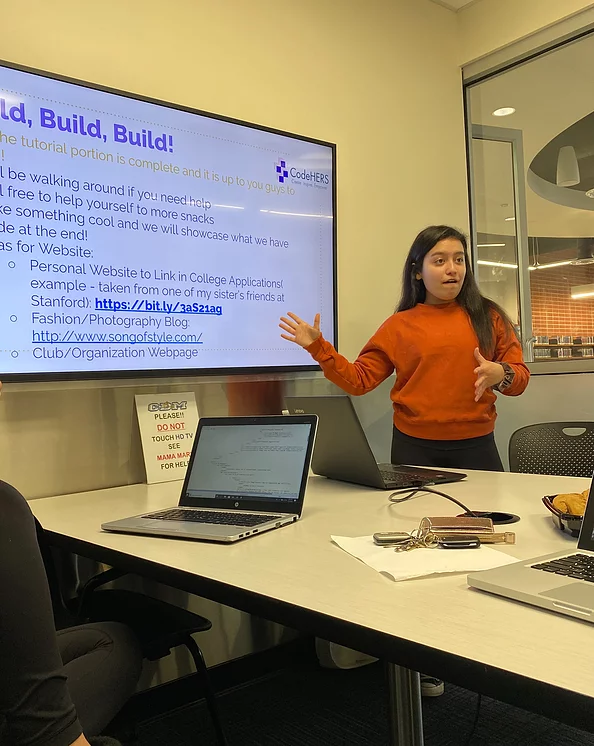 ld, Build, Build!
he tutorial portion is complete and it is up to you guys to
!
l be walking around if you need help
l free to help yourself to more snacks
ke something cool and we will showcase what we have
de at the end!
as for Website:
○ Personal Website to Link in College Applications(
example - taken from one of my sister's friends at
Stanford): https://bit.ly/3aS21ag
○ Fashion/Photography Blog:
http://www.songofstyle.com/
○ Club/Organization Webpage
CodeHERS
PLEASE!!
DO NOT
TOUCH HD TV
SEE
MAMA MAR
FOR HEL
hp